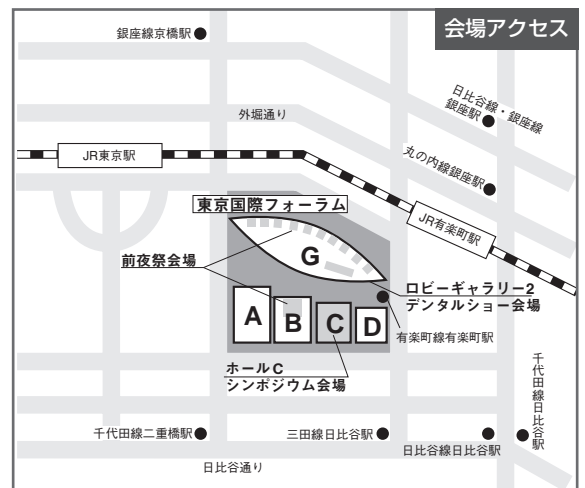 会場アクセス
銀座線京橋駅
日比谷線・銀座線
銀座駅
外堀通り
丸の内線銀座駅
JR東京駅
JR有楽町駅
東京国際フォーラム
前夜祭会場
G
ロビーギャラリー2
デンタルショー会場
A
B
C
D
有楽町線有楽町駅
ホールC
シンポジウム会場
千代田線日比谷駅
千代田線二重橋駅
三田線日比谷駅
日比谷線日比谷駅
日比谷通り